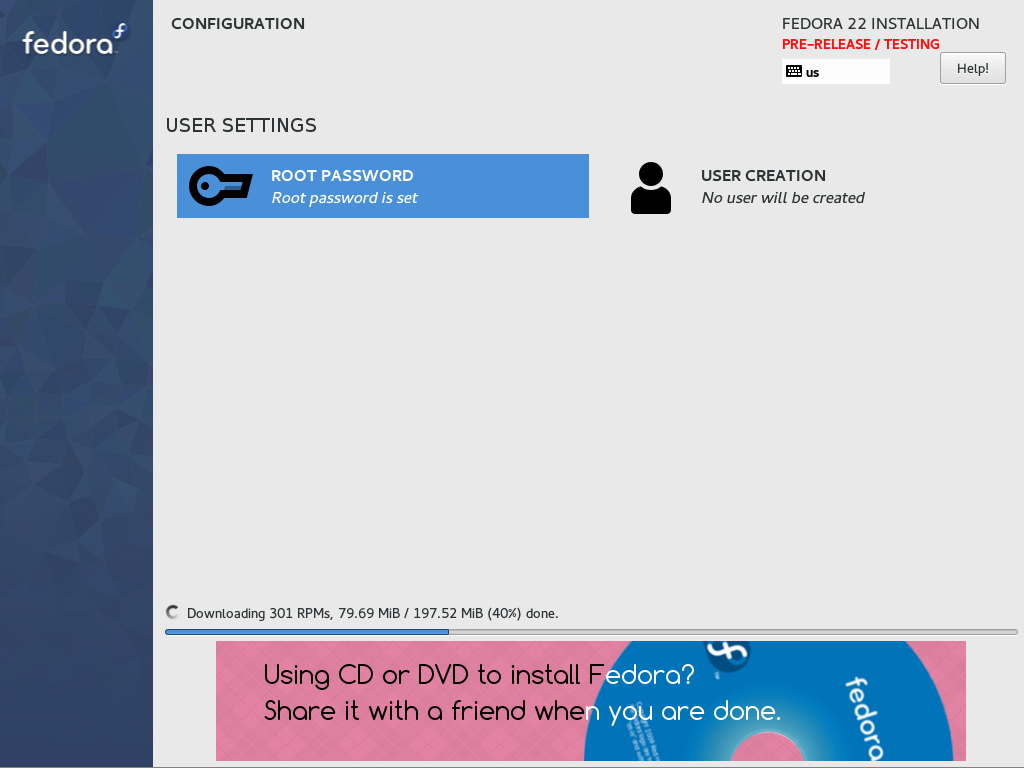 fedora
CONFIGURATION
FEDORA 22 INSTALLATION
PRE-RELEASE / TESTING
us
Help!
USER SETTINGS
ROOT PASSWORD
Root password is set
USER CREATION
No user will be created
Downloading 301 RPMs, 79.69 MiB / 197.52 MiB (40%) done.
Using CD or DVD to install Fedora?
Share it with a friend when you are done.
fedora